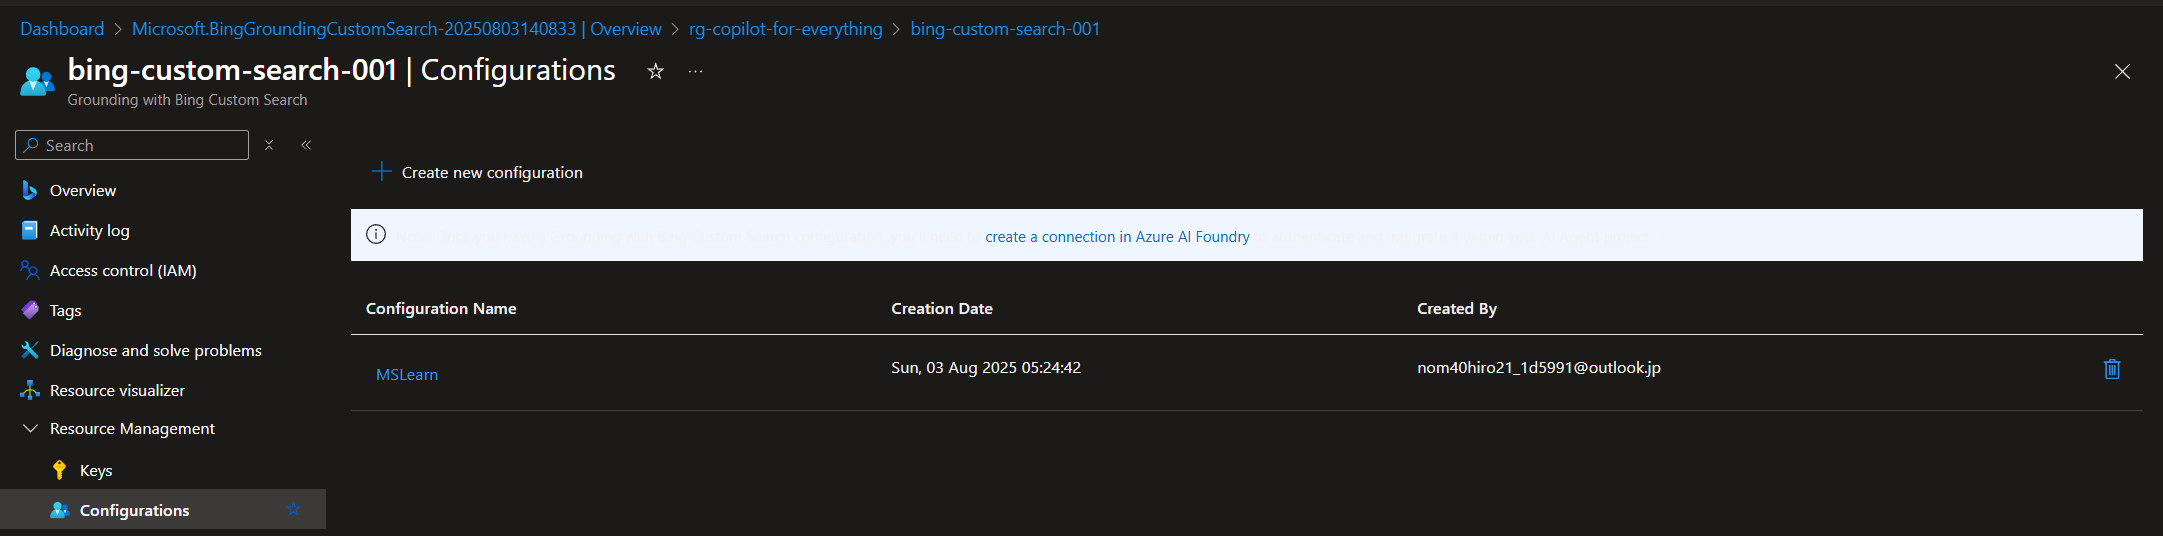 Dashboard > Microsoft.BingGroundingCustomSearch-20250803140833 | Overview > rg-copilot-for-everything > bing-custom-search-001
bing-custom-search-001 | Configurations
Grounding with Bing Custom Search
Search
Overview
Activity log
Access control (IAM)
Tags
Diagnose and solve problems
Resource visualizer
Resource Management
Keys
Configurations
Create new configuration
create a connection in Azure AI Foundry
Configuration Name Creation Date Created By
MSLearn Sun, 03 Aug 2025 05:24:42 nom40hiro21_1d5991@outlook.jp